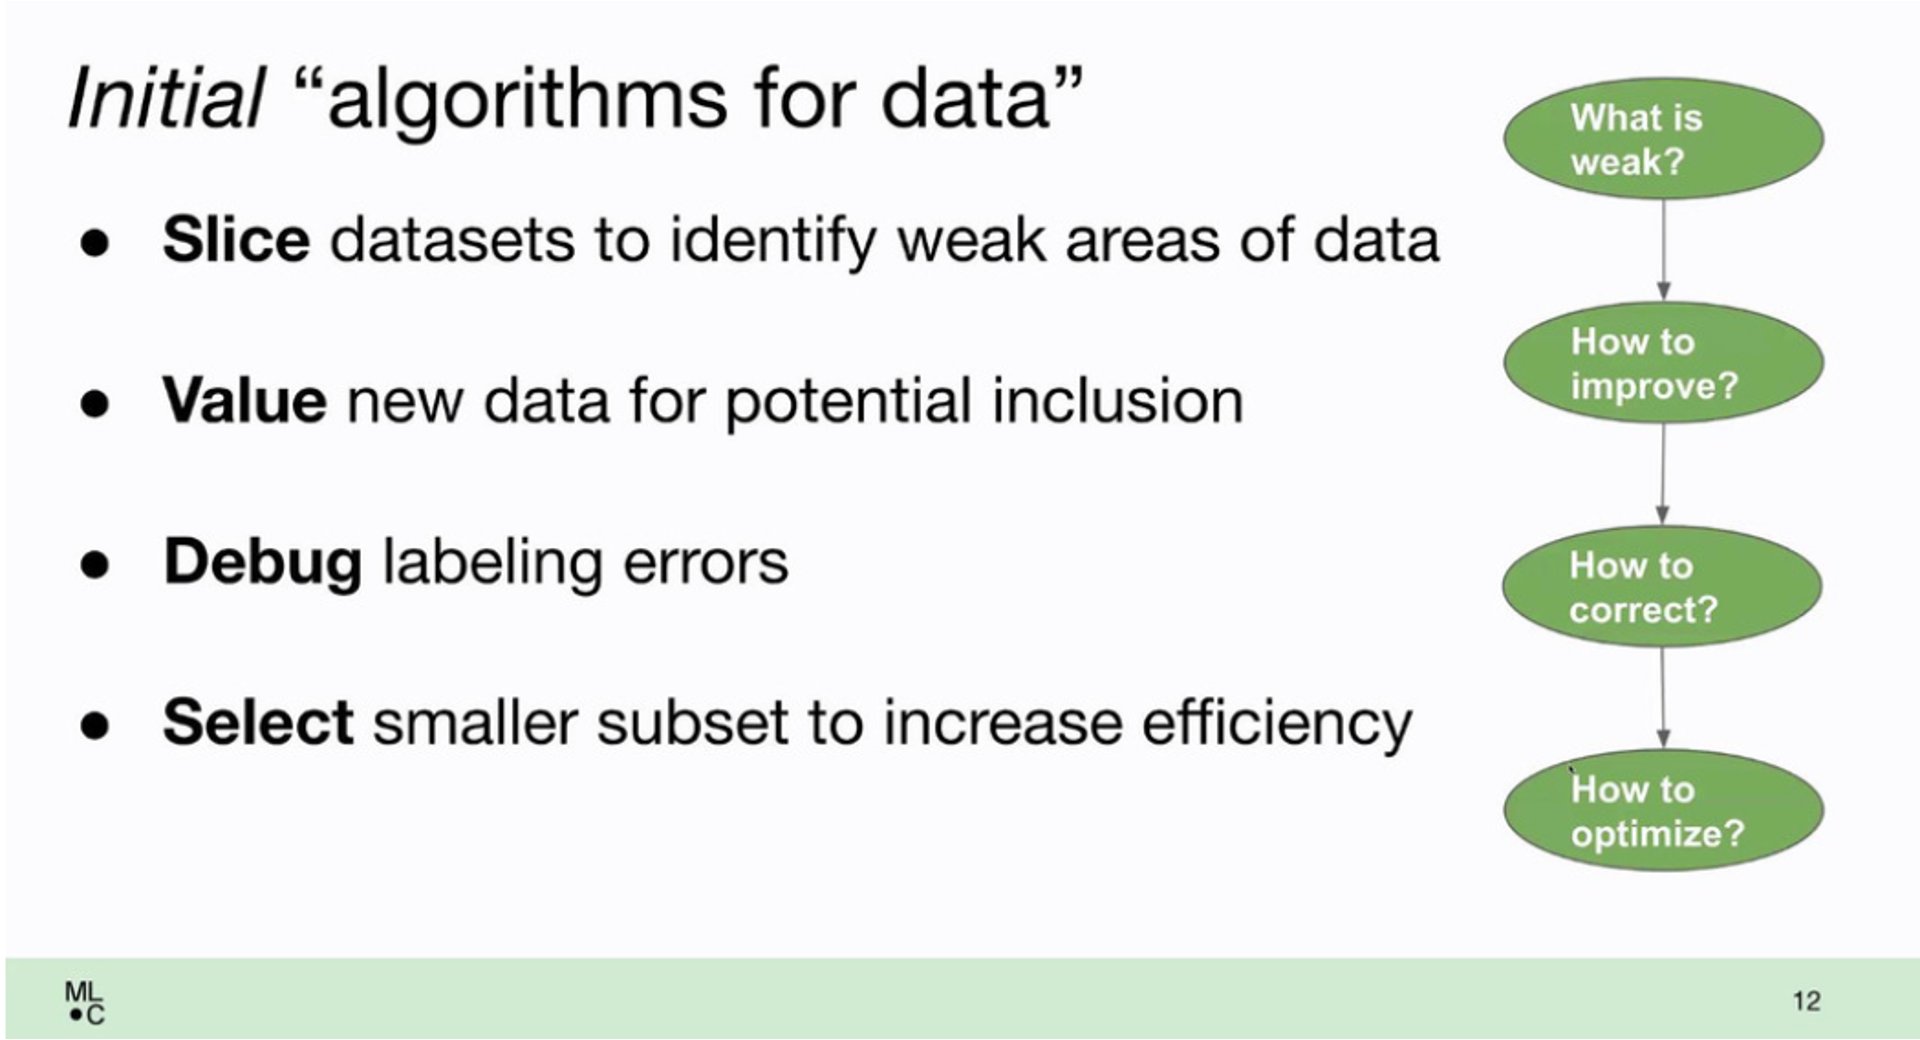 Initial “algorithms for data”
● Slice datasets to identify weak areas of data
● Value new data for potential inclusion
● Debug labeling errors
● Select smaller subset to increase efficiency
What is
weak?
How to
improve?
How to
correct?
How to
optimize?
ML
●C
12